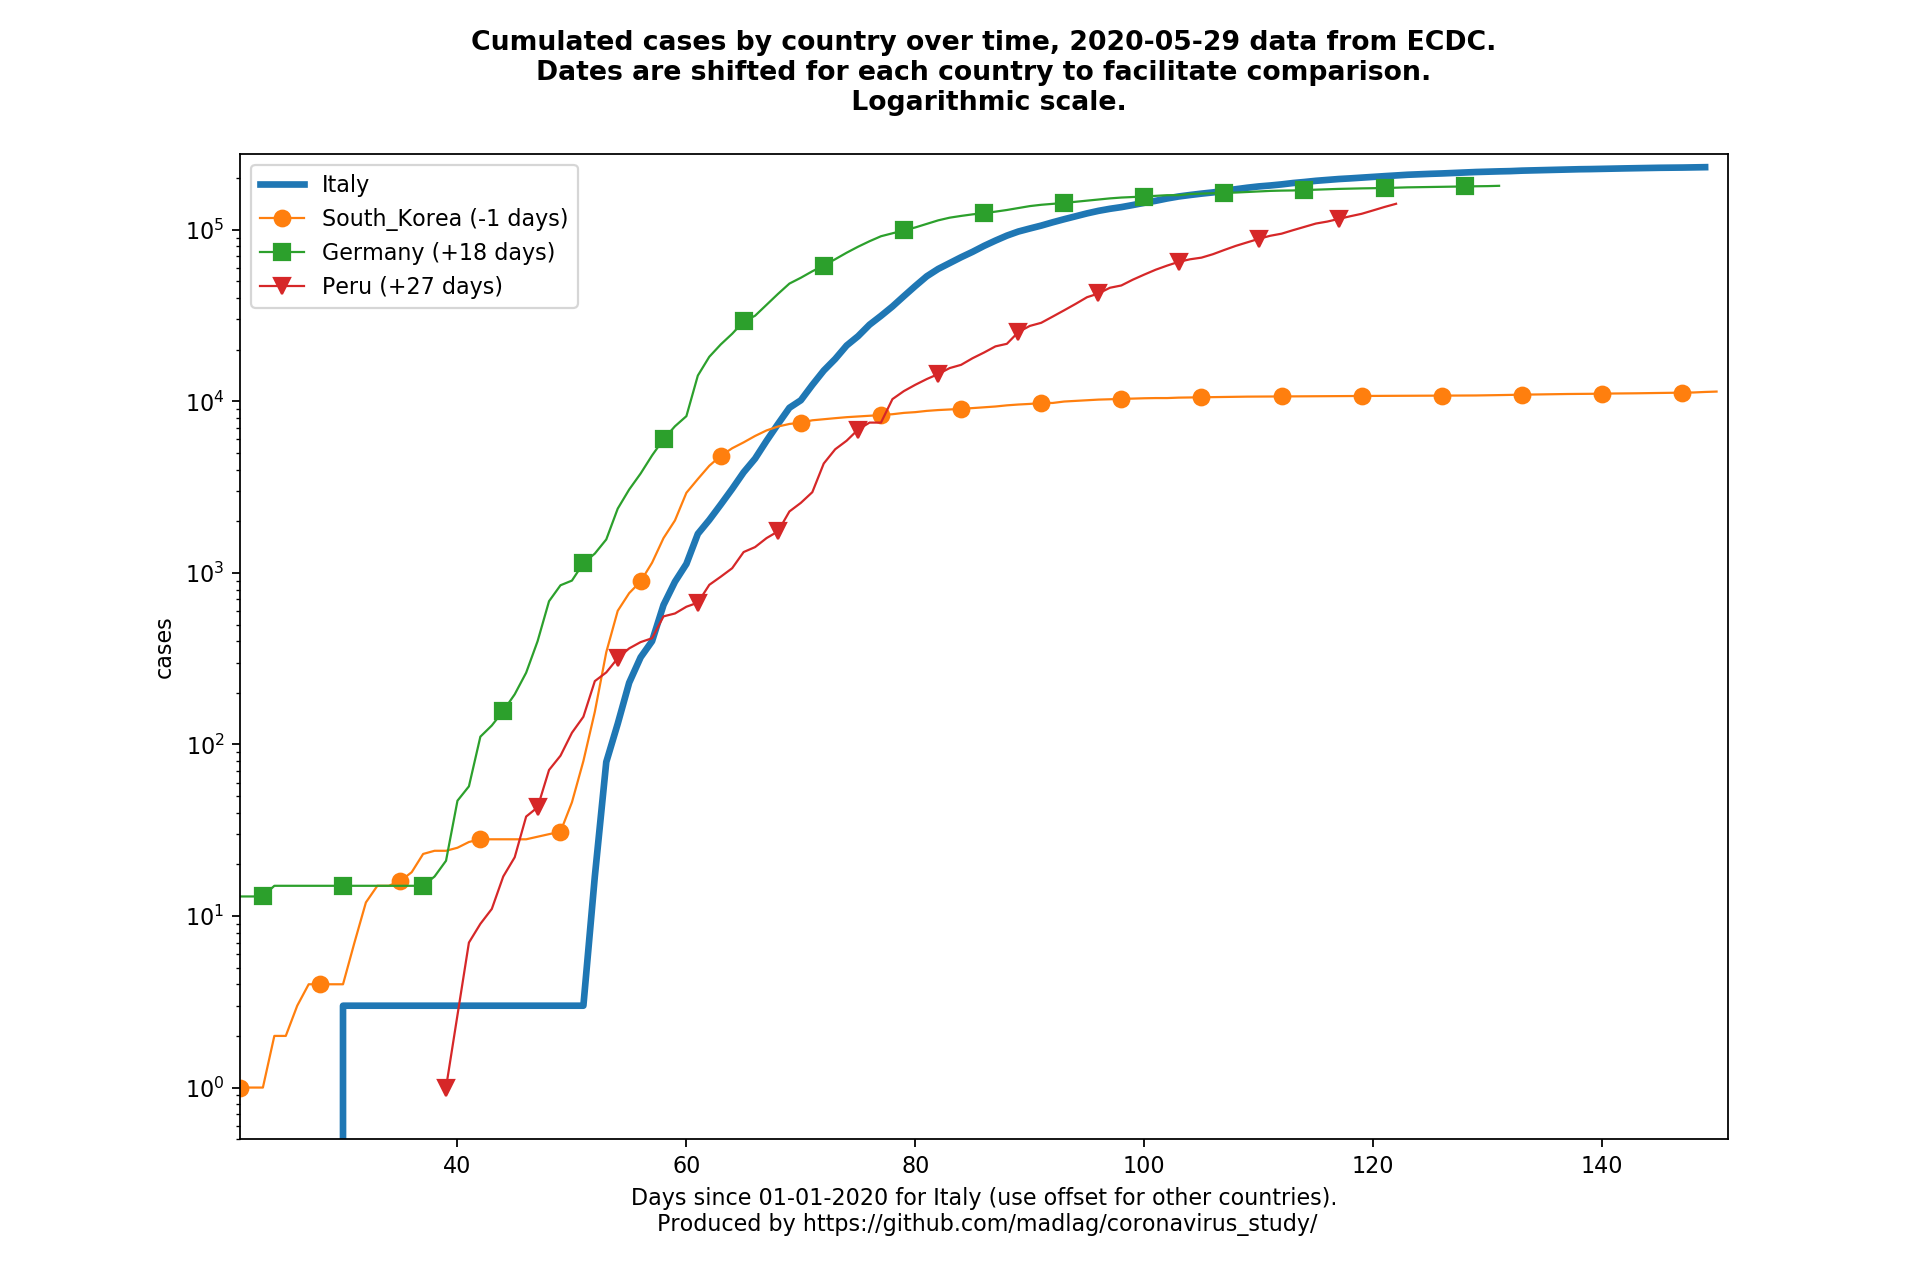 Cumulated cases by country over time, 2020-05-29 data from ECDC.
Dates are shifted for each country to facilitate comparison.
Logarithmic scale.
Italy
South_Korea (-1 days)
Germany (+18 days)
Peru (+27 days)
cases
10⁵
10⁴
10³
10²
10¹
10⁰
40 60 80 100 120 140
Days since 01-01-2020 for Italy (use offset for other countries).
Produced by https://github.com/madlag/coronavirus_study/